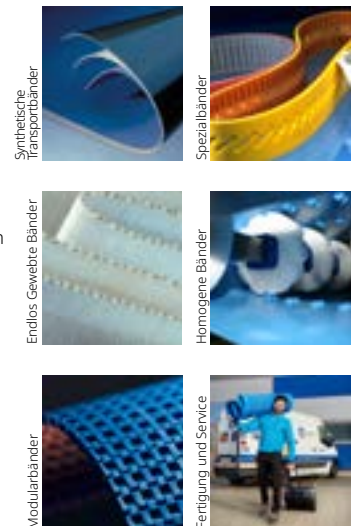 Synthetische
Transportbänder
Spezialbänder
n
Endlos Gewebte Bänder
Homogene Bänder
Modularbänder
Fertigung und Service